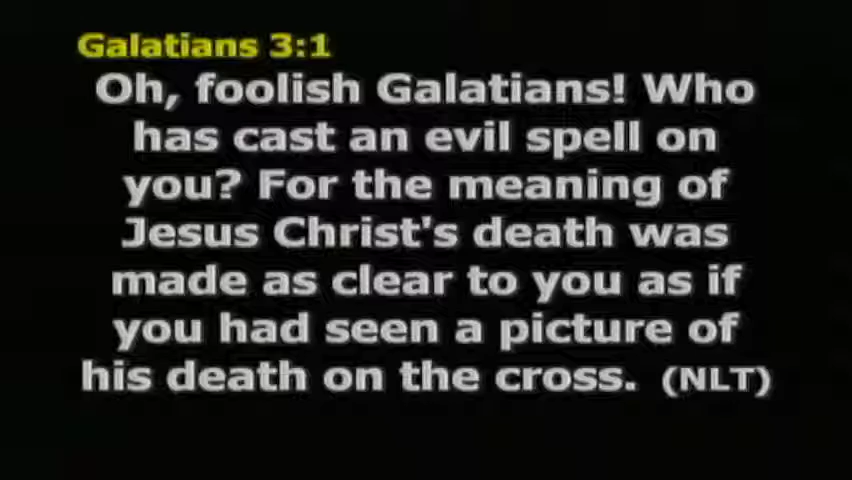 Galatians 3:1
Oh, foolish Galatians! Who
has cast an evil spell on
you? For the meaning of
Jesus Christ's death was
made as clear to you as if
you had seen a picture of
his death on the cross. (NLT)